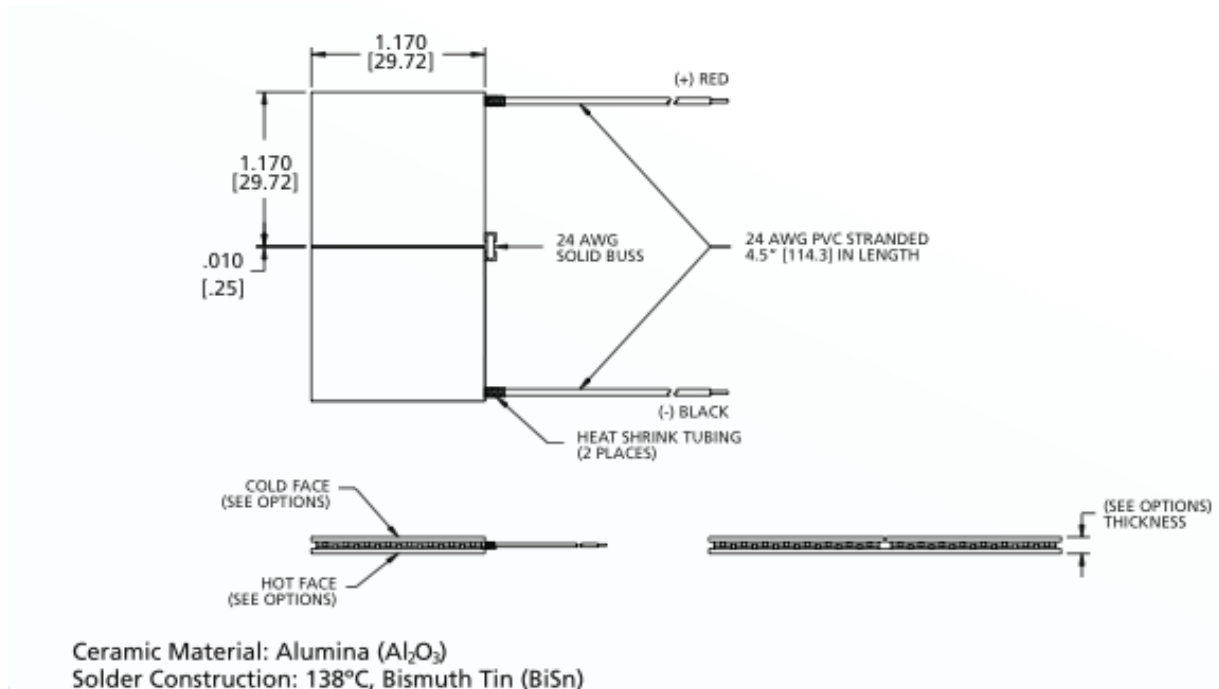 1.170
[29.72]
(+) RED
1.170
[29.72]
24 AWG
SOLID BUSS
24 AWG PVC STRANDED
4.5" [114.3] IN LENGTH
.010
[.25]
(-) BLACK
HEAT SHRINK TUBING
(2 PLACES)
COLD FACE
(SEE OPTIONS)
(SEE OPTIONS)
THICKNESS
HOT FACE
(SEE OPTIONS)
Ceramic Material: Alumina (Al₂O₃)
Solder Construction: 138°C, Bismuth Tin (BiSn)